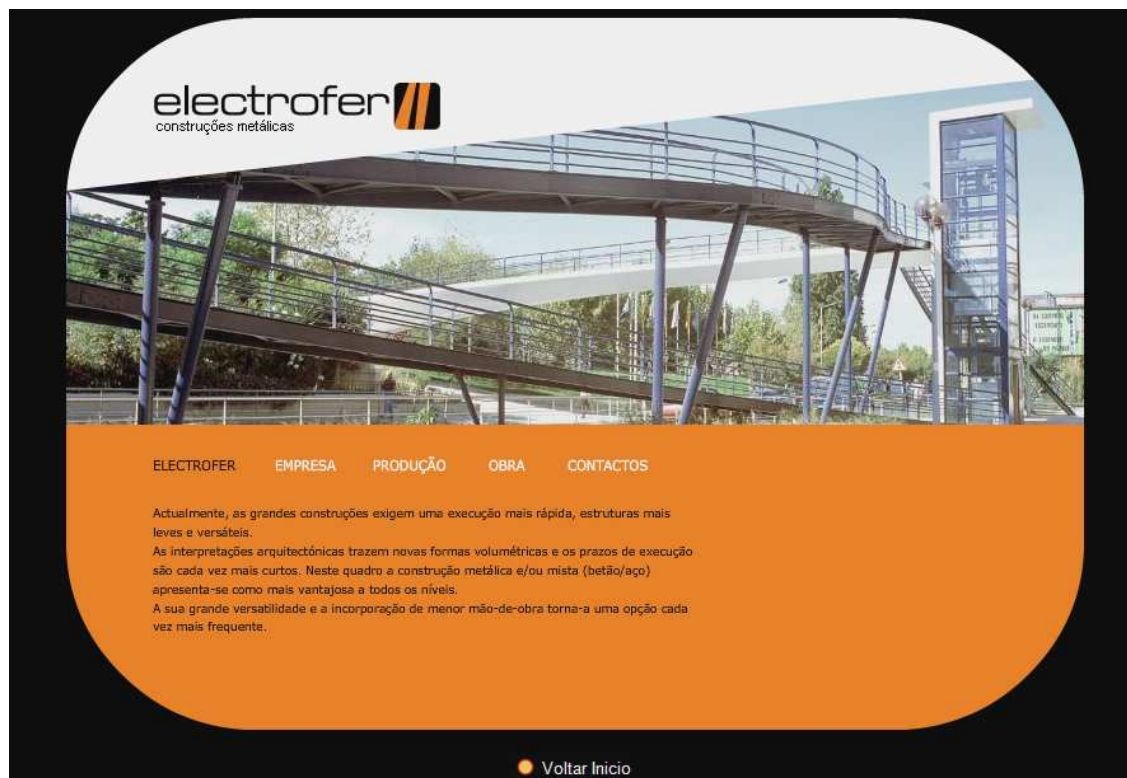 electrofer
construções metálicas
ELECTROFER EMPRESA PRODUÇÃO OBRA CONTACTOS
Actualmente, as grandes construções exigem uma execução mais rápida, estruturas mais
leves e versáteis.
As interpretações arquitectónicas trazem novas formas volumétricas e os prazos de execução
são cada vez mais curtos. Neste quadro a construção metálica e/ou mista (betão/aço)
apresenta-se como mais vantajosa a todos os níveis.
A sua grande versatilidade e a incorporação de menor mão-de-obra torna-a uma opção cada
vez mais frequente.
Voltar Inicio